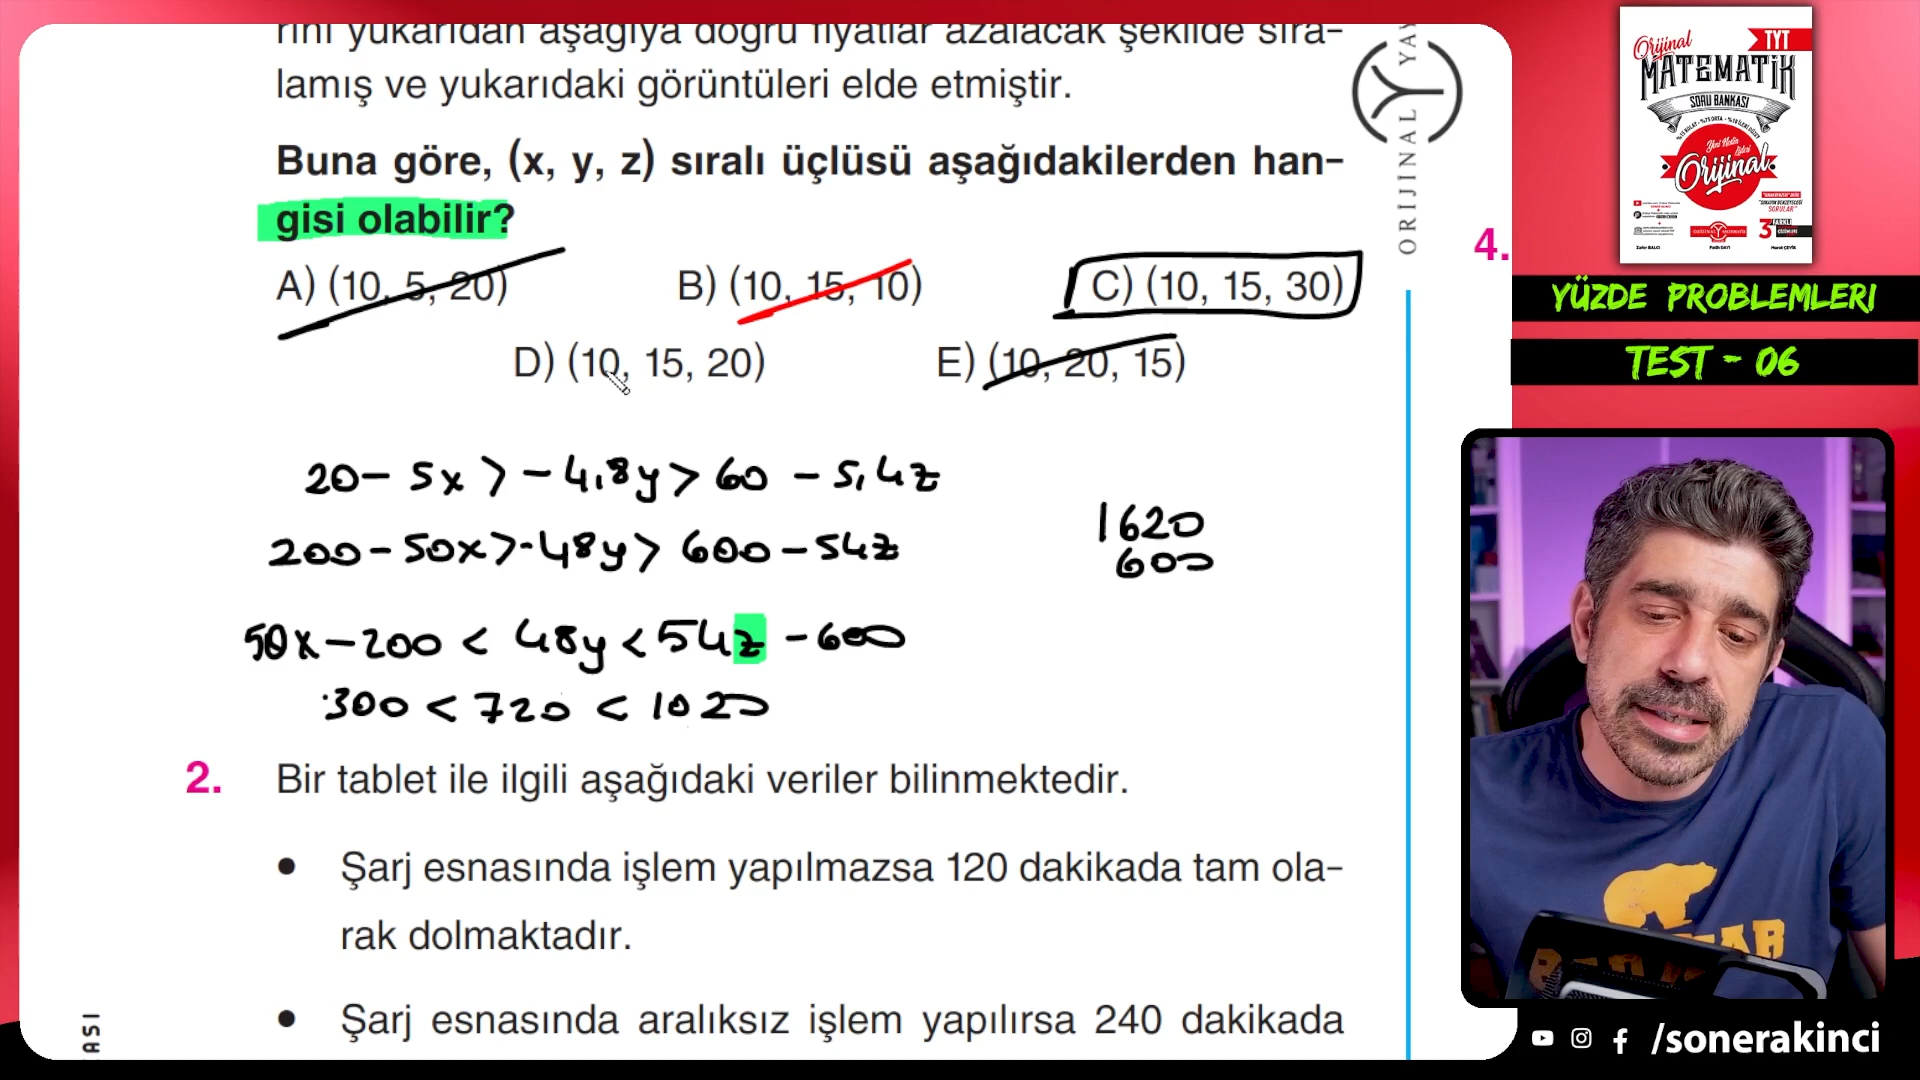 rini yukarıdan aşağıya doğru fiyatlar azalacak şekilde sıra-
lamış ve yukarıdaki görüntüleri elde etmiştir.
Buna göre, (x, y, z) sıralı üçlüsü aşağıdakilerden han-
gisi olabilir?
A) (10, 5, 20) B) (10, 15, 10) C) (10, 15, 30)
D) (10, 15, 20) E) (10, 20, 15)
20 - 5x > - 4,8y > 60 - 5,4z
200 - 50x > - 48y > 600 - 54z
50x - 200 < 48y < 54z - 600
300 < 720 < 1020
1620
600
2. Bir tablet ile ilgili aşağıdaki veriler bilinmektedir.
• Şarj esnasında işlem yapılmazsa 120 dakikada tam ola-
rak dolmaktadır.
• Şarj esnasında aralıksız işlem yapılırsa 240 dakikada
ASI
ORİJİNAL YAY
4.
Orijinal
TYT
MATEMATİK
SORU BANKASI
Orijinal
YÜZDE PROBLEMLERI
TEST - 06
/sonerakinci